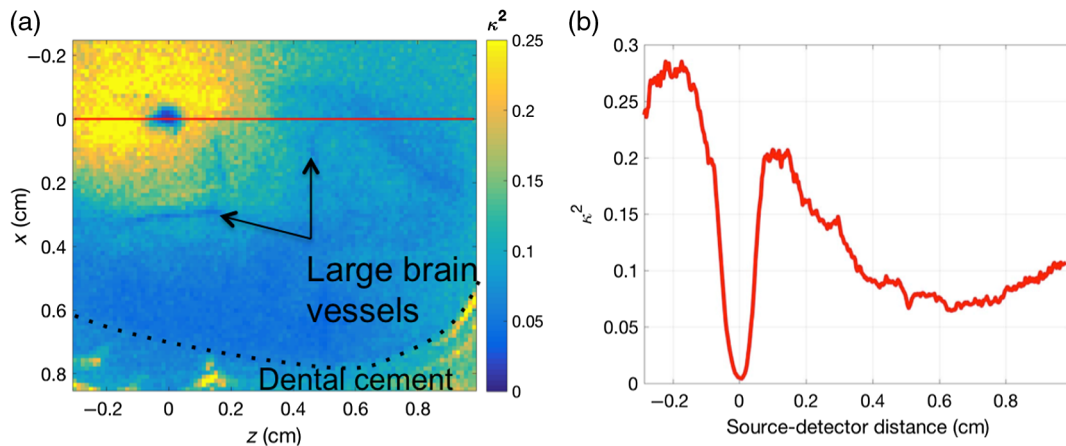 (a)
κ²
−0.2
0
0.2
0.4
0.6
0.8
x (cm)
−0.2 0 0.2 0.4 0.6 0.8
z (cm)
0.25
0.2
0.15
0.1
0.05
0
Large brain
vessels
Dental cement
(b)
0.3
0.25
0.2
0.15
0.1
0.05
0
κ²
−0.2 0 0.2 0.4 0.6 0.8
Source-detector distance (cm)